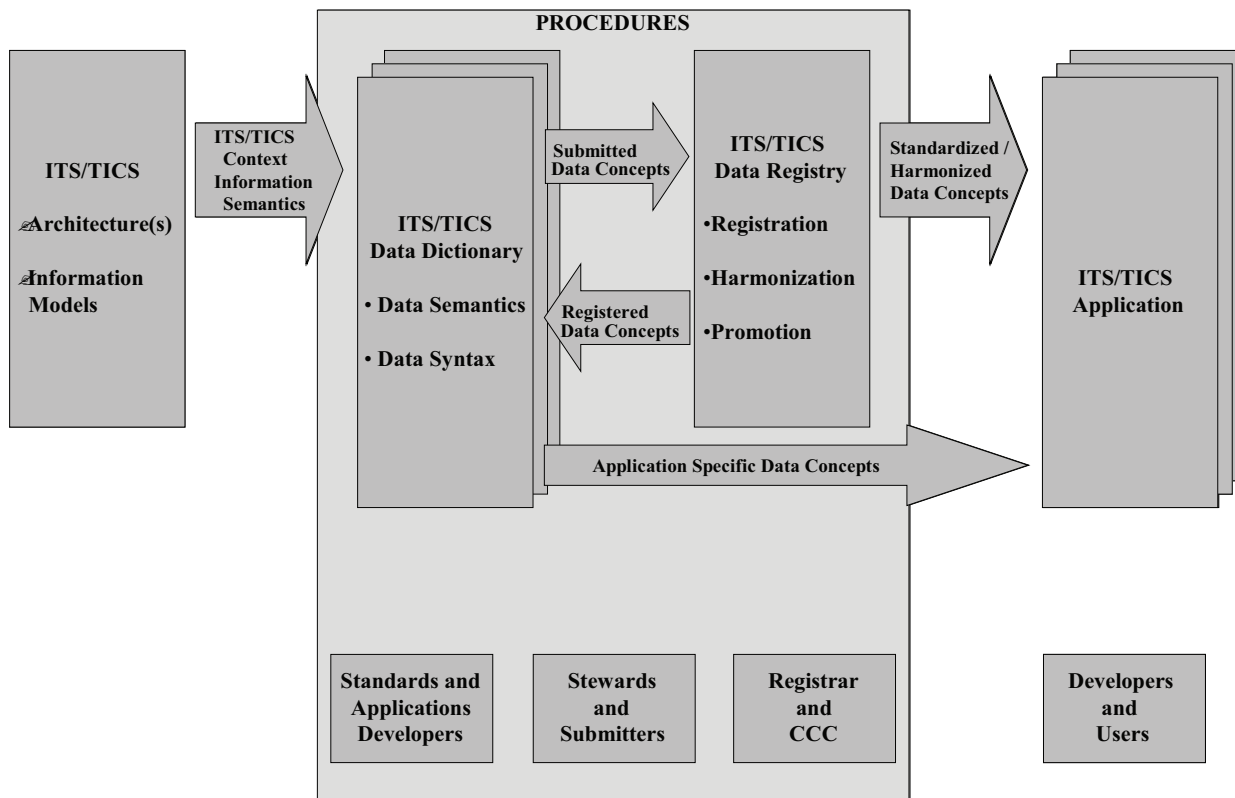 PROCEDURES
ITS/TICS
Architecture(s)
Information
Models
ITS/TICS
Context
Information
Semantics
ITS/TICS
Data Dictionary
• Data Semantics
• Data Syntax
Submitted
Data Concepts
Registered
Data Concepts
ITS/TICS
Data Registry
•Registration
•Harmonization
•Promotion
Standardized /
Harmonized
Data Concepts
ITS/TICS
Application
Application Specific Data Concepts
Standards and
Applications
Developers
Stewards
and
Submitters
Registrar
and
CCC
Developers
and
Users